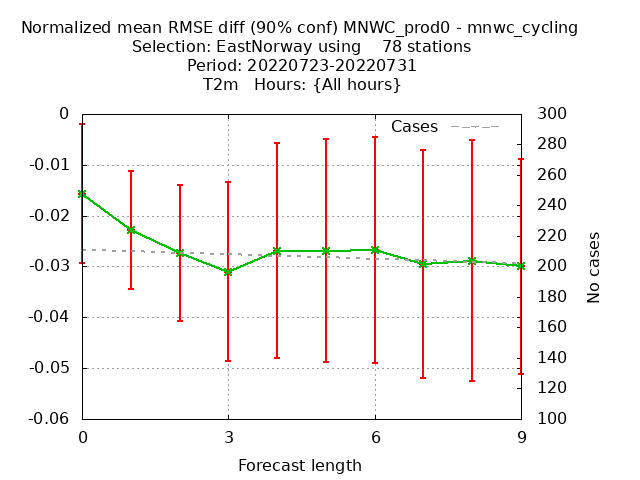 Normalized mean RMSE diff (90% conf) MNWC_prod0 - mnwc_cycling
Selection: EastNorway using 78 stations
Period: 20220723-20220731
T2m Hours: {All hours}
0
-0.01
-0.02
-0.03
-0.04
-0.05
-0.06
Cases
300
280
260
240
220
200
180
160
140
120
100
No cases
0 3 6 9
Forecast length